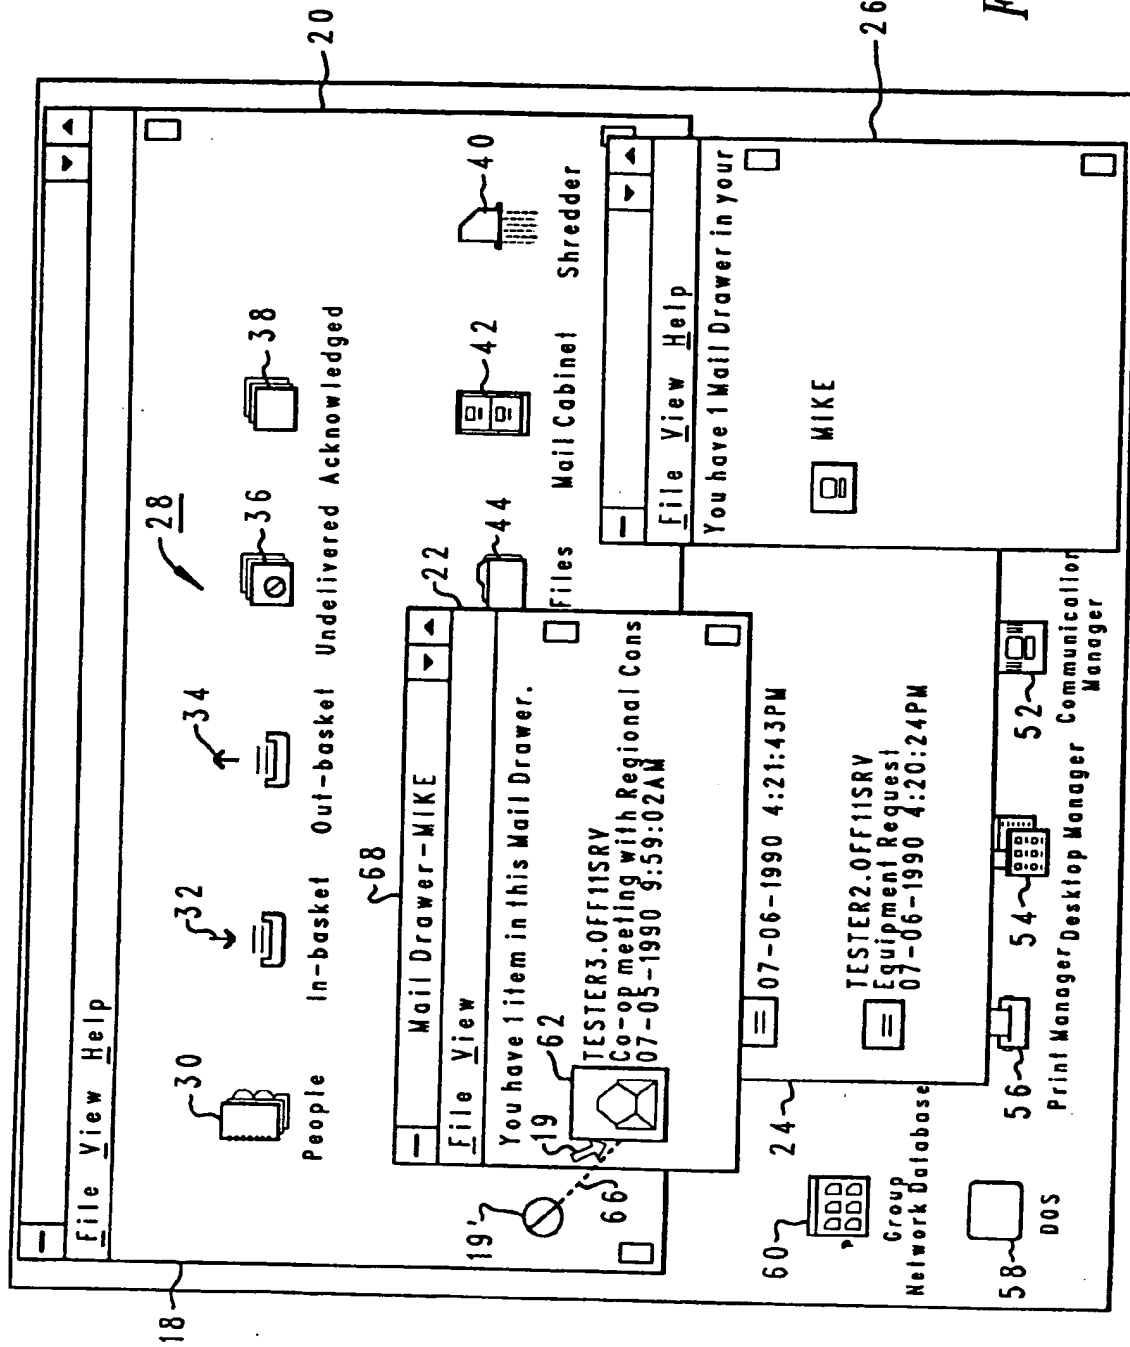 18
20
File View Help
28
30
People
32
In-basket
34
Out-basket
36
Undelivered
38
Acknowledged
40
Shredder
42
Mail Cabinet
44
Files
68
22
Mail Drawer-MIKE
File View
You have 1 item in this Mail Drawer.
19'
19
66
62
TESTER3.OFF11SRV
Co-op meeting with Regional Cons
07-05-1990 9:59:02AM
24
07-06-1990 4:21:43PM
TESTER2.OFF11SRV
Equipment Request
07-06-1990 4:20:24PM
26
File View Help
You have 1 Mail Drawer in your
MIKE
60
Group
Network Database
58
DOS
56
Print Manager
54
Desktop Manager
52
Communication
Manager
F